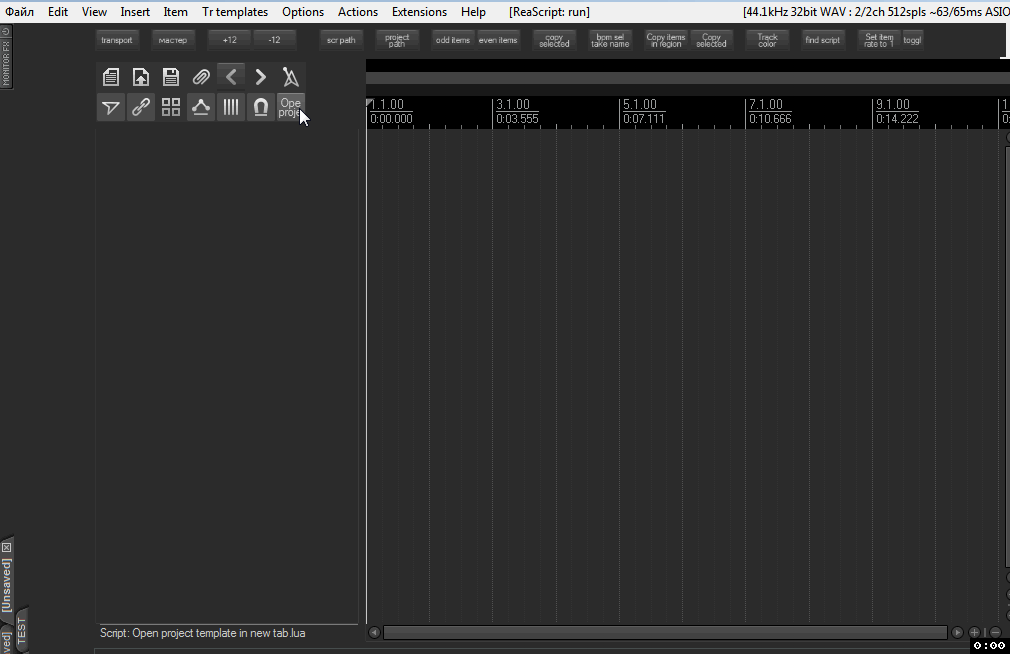 Файл Edit View Insert Item Tr templates Options Actions Extensions Help [ReaScript: run] [44.1kHz 32bit WAV : 2/2ch 512spls ~63/65ms ASIO
MONITOR FX
transport мастер +12 -12 scr path project path odd items even items copy selected bpm sel take name Copy items in region Copy selected Track color find script Set item rate to 1 toggl
Ope
proje
1.1.00 3.1.00 5.1.00 7.1.00 9.1.00 1
0:00.000 0:03.555 0:07.111 0:10.666 0:14.222 0:
[Unsaved]
TEST
ved]
Script: Open project template in new tab.lua
0:00